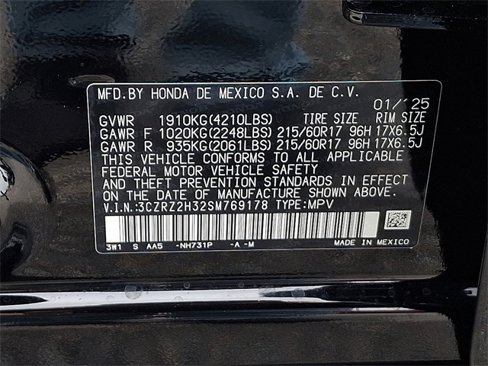 MFD.BY HONDA DE MEXICO S.A. DE C.V.
01/'25
GVWR 1910KG(4210LBS) TIRE SIZE RIM SIZE
GAWR F 1020KG(2248LBS) 215/60R17 96H 17X6.5J
GAWR R 935KG(2061LBS) 215/60R17 96H 17X6.5J
THIS VEHICLE CONFORMS TO ALL APPLICABLE
FEDERAL MOTOR VEHICLE SAFETY
STANDARDS AND THEFT PREVENTION
STANDARDS IN EFFECT
ON THE DATE OF MANUFACTURE SHOWN ABOVE.
V.I.N.:3CZRZ2H32SM769178 TYPE:MPV
3W1 S AA5 -NH731P -A -M MADE IN MEXICO